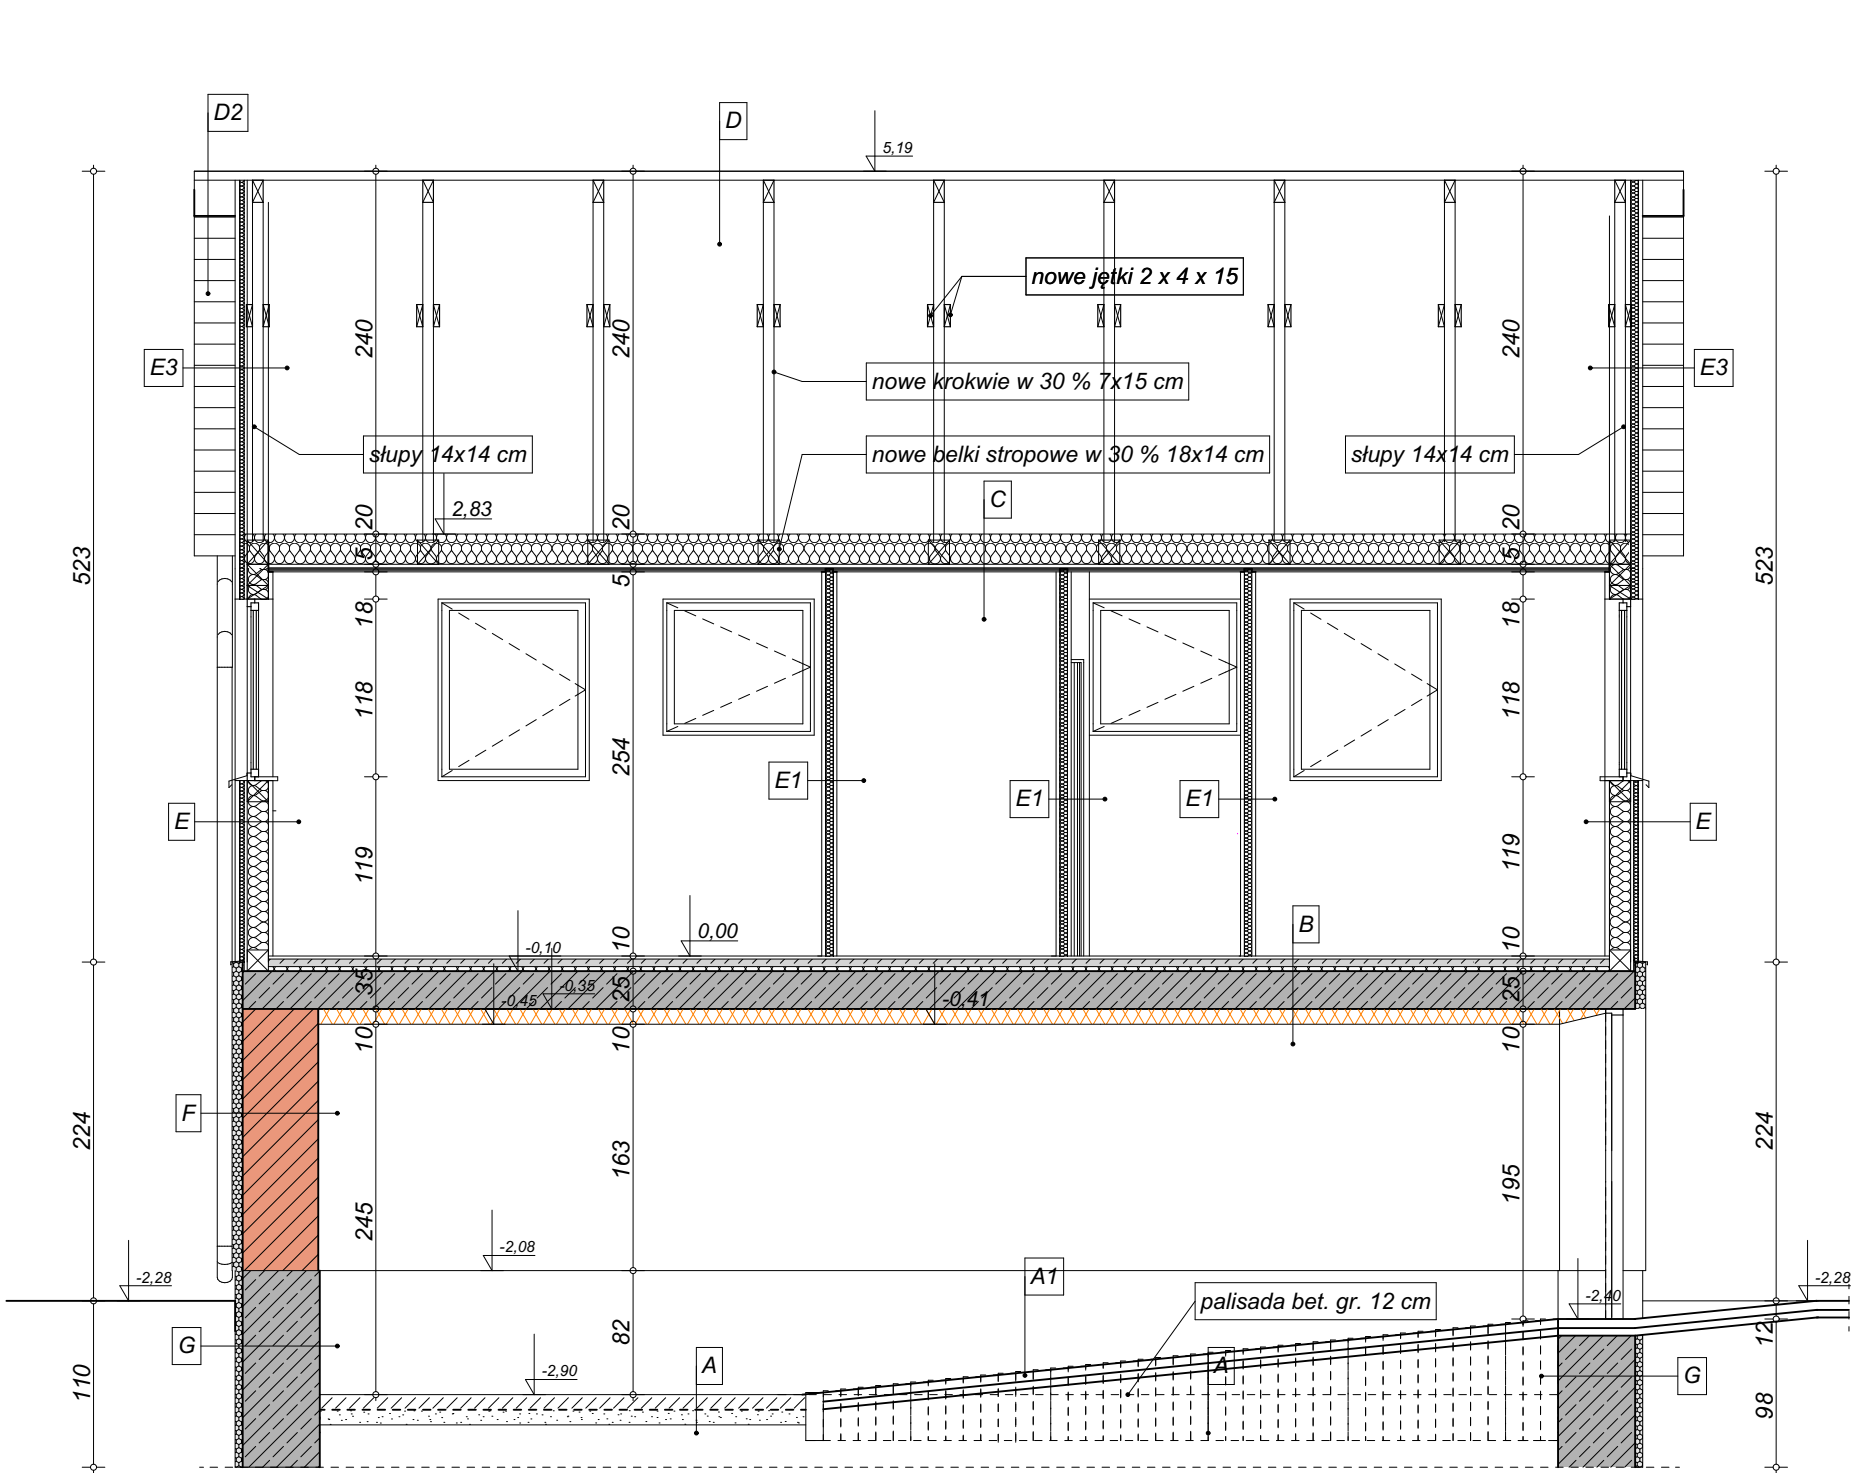 D2
D
5,19
nowe jętki 2 x 4 x 15
240
240
240
E3
E3
nowe krokwie w 30 % 7x15 cm
słupy 14x14 cm
nowe belki stropowe w 30 % 18x14 cm
słupy 14x14 cm
C
2,83
20
20
20
523
5
5
5
523
18
18
118
254
118
E1
E1
E1
E
E
119
119
B
0,00
10
10
-0,10
35
-0,35
25
25
-0,45
-0,41
10
10
10
F
224
163
224
195
245
-2,08
A1
-2,28
-2,28
palisada bet. gr. 12 cm
-2,40
82
12
G
A
A
-2,90
G
110
98